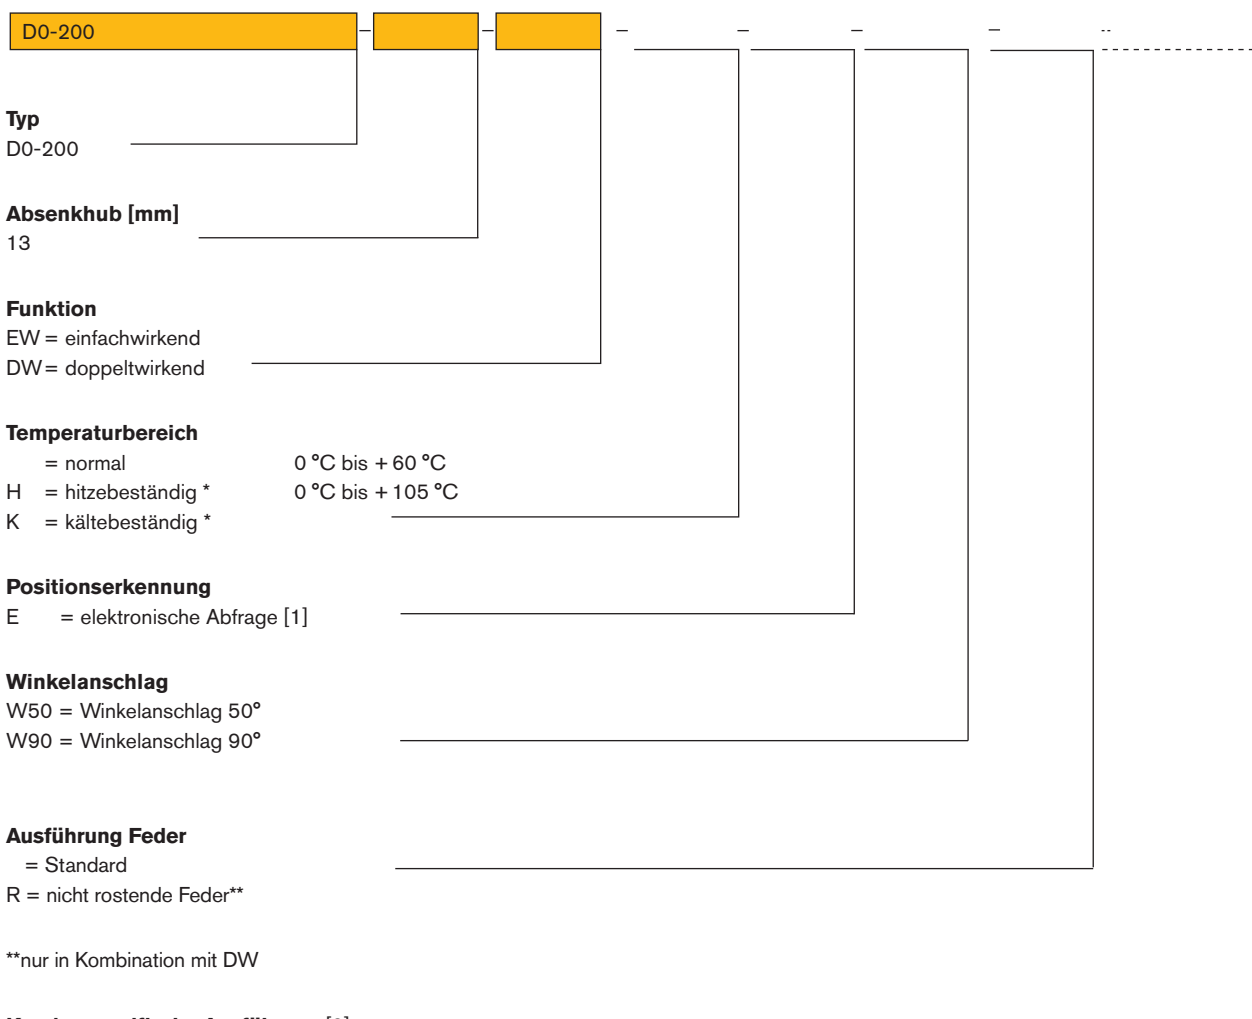 D0-200 – – – – – – --
Typ
D0-200
Absenkhub [mm]
13
Funktion
EW = einfachwirkend
DW = doppeltwirkend
Temperaturbereich
= normal 0 °C bis + 60 °C
H = hitzebeständig * 0 °C bis + 105 °C
K = kältebeständig *
Positionserkennung
E = elektronische Abfrage [1]
Winkelanschlag
W50 = Winkelanschlag 50°
W90 = Winkelanschlag 90°
Ausführung Feder
= Standard
R = nicht rostende Feder**
**nur in Kombination mit DW